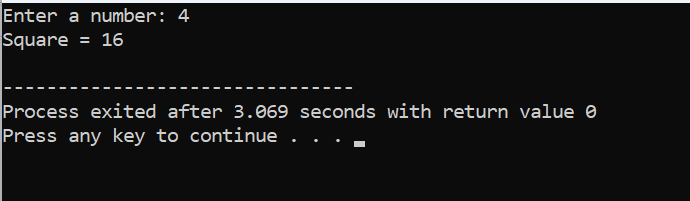 Enter a number: 4
Square = 16
--------------------------------
Process exited after 3.069 seconds with return value 0
Press any key to continue . . .